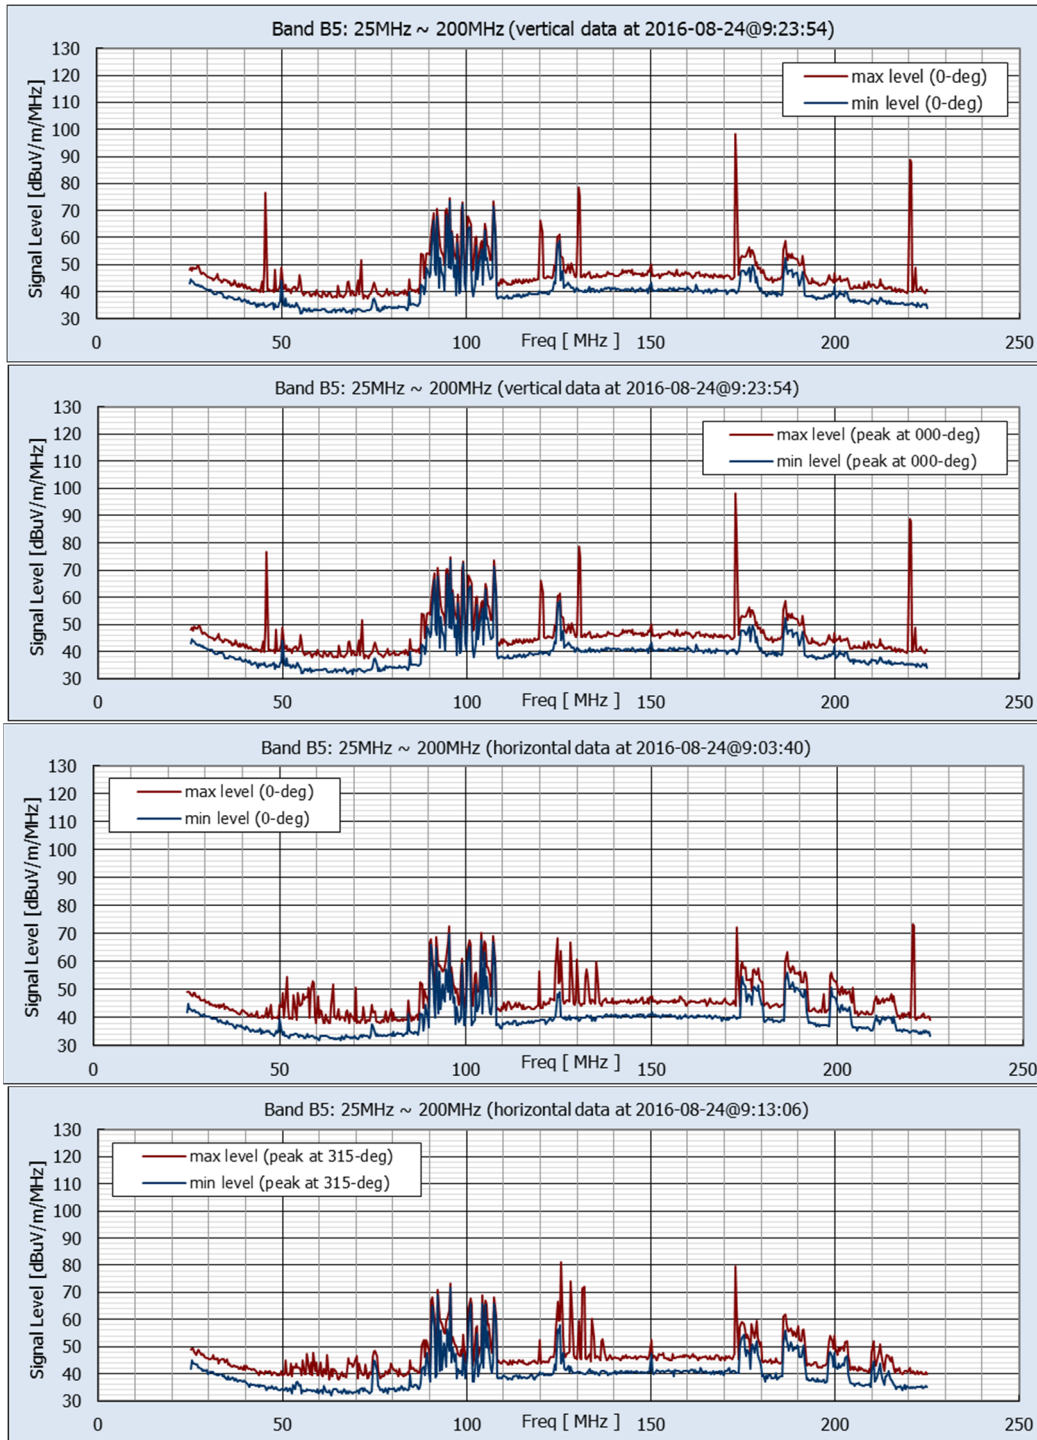 Band B5: 25MHz ~ 200MHz (vertical data at 2016-08-24@9:23:54)
Signal Level [dBuV/m/MHz]
130
120
110
100
90
80
70
60
50
40
30
max level (0-deg)
min level (0-deg)
0 50 100 150 200 250
Freq [ MHz ]
Band B5: 25MHz ~ 200MHz (vertical data at 2016-08-24@9:23:54)
Signal Level [dBuV/m/MHz]
130
120
110
100
90
80
70
60
50
40
30
max level (peak at 000-deg)
min level (peak at 000-deg)
0 50 100 150 200 250
Freq [ MHz ]
Band B5: 25MHz ~ 200MHz (horizontal data at 2016-08-24@9:03:40)
Signal Level [dBuV/m/MHz]
130
120
110
100
90
80
70
60
50
40
30
max level (0-deg)
min level (0-deg)
0 50 100 150 200 250
Freq [ MHz ]
Band B5: 25MHz ~ 200MHz (horizontal data at 2016-08-24@9:13:06)
Signal Level [dBuV/m/MHz]
130
120
110
100
90
80
70
60
50
40
30
max level (peak at 315-deg)
min level (peak at 315-deg)
0 50 100 150 200 250
Freq [ MHz ]